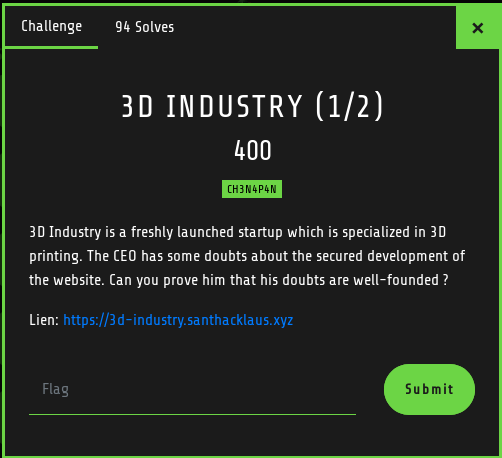 Challenge 94 Solves ×
3D INDUSTRY (1/2)
400
CH3N4P4N
3D Industry is a freshly launched startup which is specialized in 3D
printing. The CEO has some doubts about the secured development of
the website. Can you prove him that his doubts are well-founded ?
Lien: https://3d-industry.santhacklaus.xyz
Flag Submit